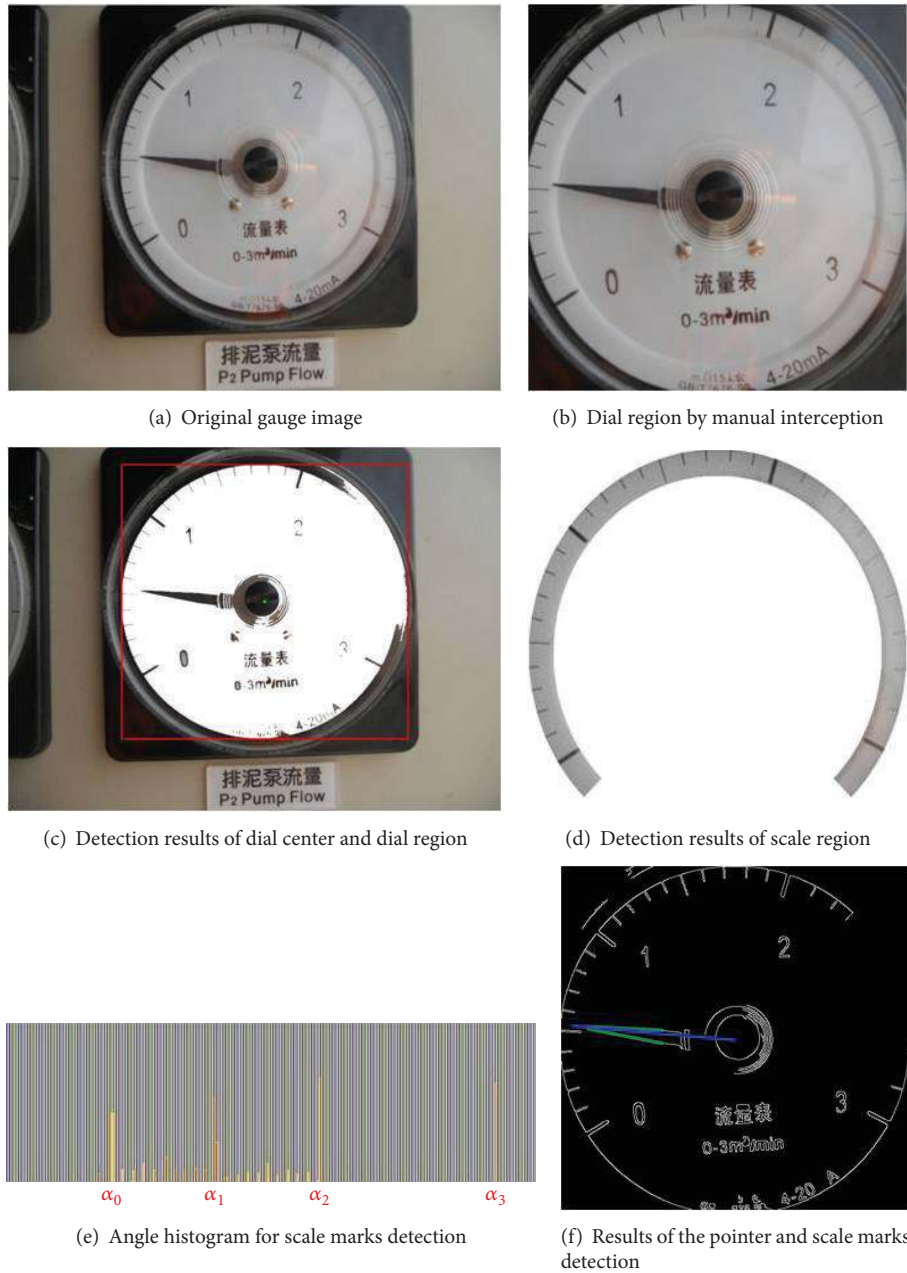 1
2
0
3
流量表
0-3m³/min
4-20mA
排泥泵流量
P2 Pump Flow
(a) Original gauge image
1
2
0
3
流量表
0-3m³/min
4-20mA
(b) Dial region by manual interception
1
2
0
3
流量表
0-3m³/min
4-20mA
排泥泵流量
P2 Pump Flow
(c) Detection results of dial center and dial region
(d) Detection results of scale region
α0
α1
α2
α3
(e) Angle histogram for scale marks detection
1
2
0
3
流量表
0-3m³/min
4-20 A
(f) Results of the pointer and scale marks
detection